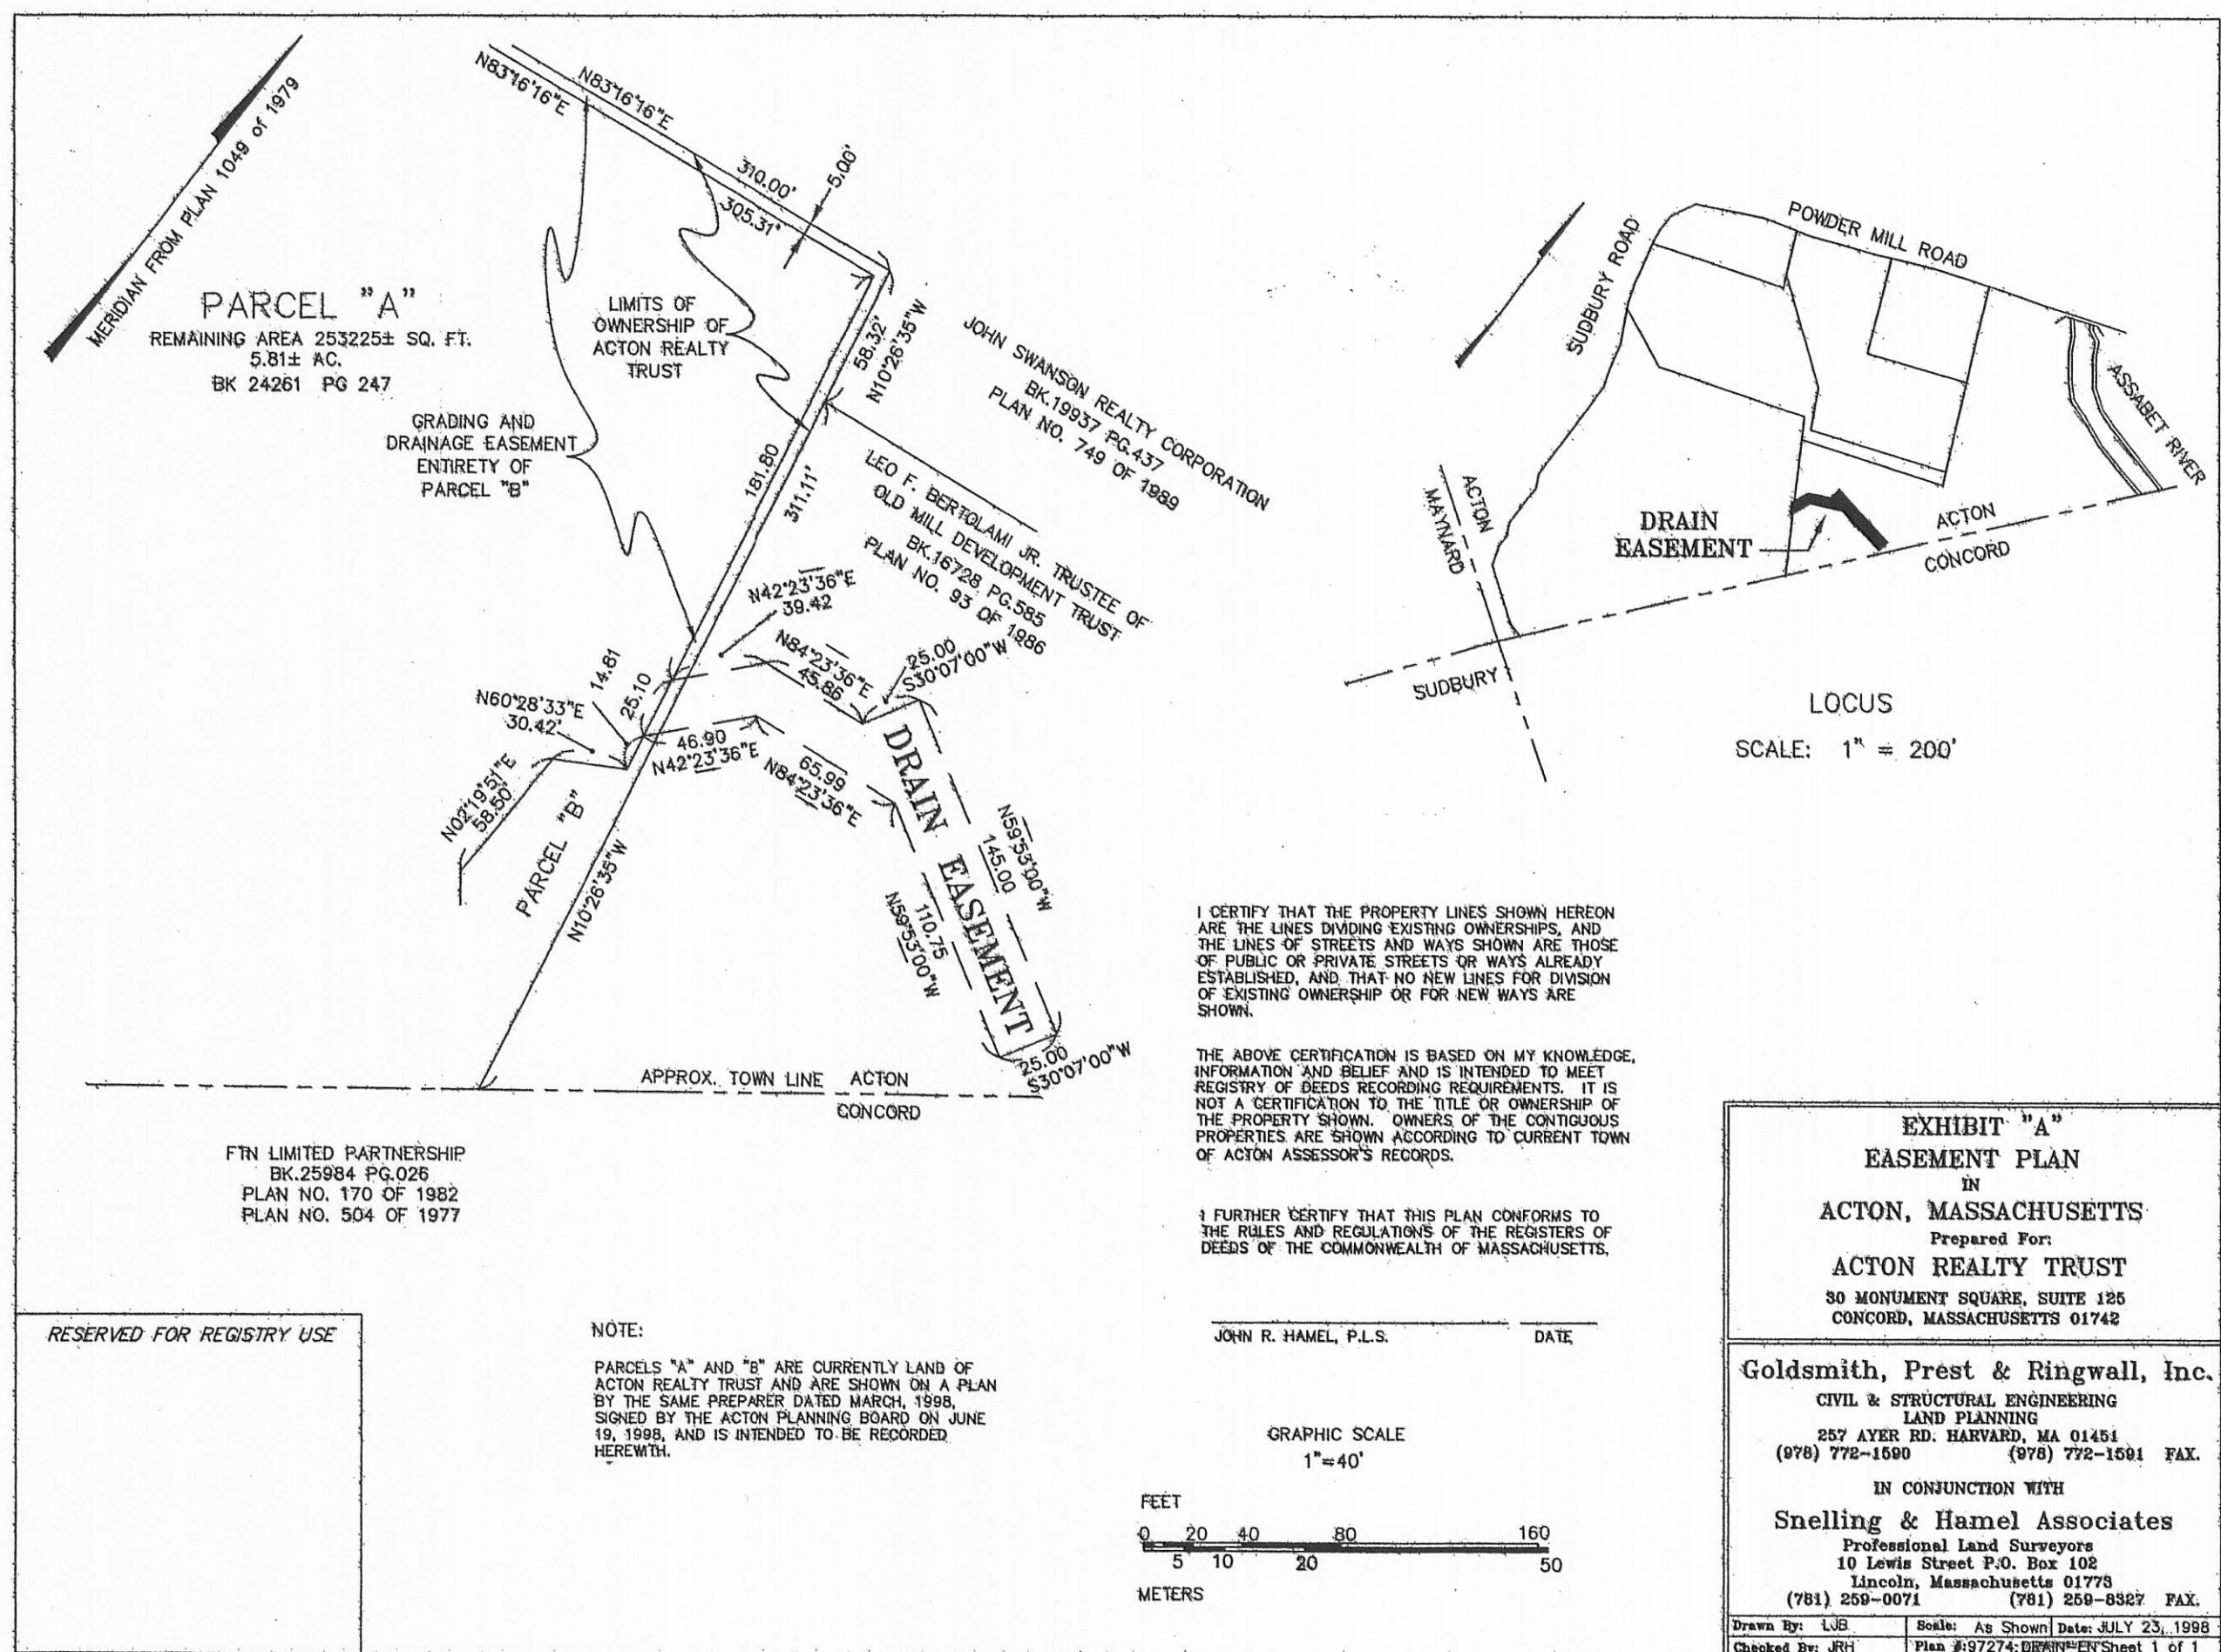 MERIDIAN FROM PLAN 1049 of 1979
N83°16'16"E
N83°16'16"E
310.00'
305.31'
5.00'
PARCEL "A"
REMAINING AREA 253225± SQ. FT.
5.81± AC.
BK 24261 PG 247
LIMITS OF
OWNERSHIP OF
ACTON REALTY
TRUST
GRADING AND
DRAINAGE EASEMENT
ENTIRETY OF
PARCEL "B"
58.32'
N10°26'35"W
JOHN SWANSON REALTY CORPORATION
BK.19937 PG.437
PLAN NO. 749 OF 1989
181.80
311.11'
LEO F. BERTOLAMI JR. TRUSTEE OF
OLD MILL DEVELOPMENT TRUST
BK.16728 PG.585
PLAN NO. 93 OF 1986
N42°23'36"E
39.42
N84°23'36"E
45.86
25.00
S30°07'00"W
14.81
25.10
N60°28'33"E
30.42'
N02°19'51"E
58.50'
46.90
N42°23'36"E
65.99
N84°23'36"E
PARCEL "B"
N10°26'35"W
DRAIN EASEMENT
N59°53'00"W
145.00
110.75
N59°53'00"W
25.00
S30°07'00"W
APPROX. TOWN LINE ACTON
CONCORD
FTN LIMITED PARTNERSHIP
BK.25984 PG.026
PLAN NO. 170 OF 1982
PLAN NO. 504 OF 1977
SUDBURY ROAD
POWDER MILL ROAD
ASSABET RIVER
ACTON
MAYNARD
DRAIN
EASEMENT
ACTON
CONCORD
SUDBURY
LOCUS
SCALE: 1" = 200'
I CERTIFY THAT THE PROPERTY LINES SHOWN HEREON
ARE THE LINES DIVIDING EXISTING OWNERSHIPS, AND
THE LINES OF STREETS AND WAYS SHOWN ARE THOSE
OF PUBLIC OR PRIVATE STREETS OR WAYS ALREADY
ESTABLISHED, AND THAT NO NEW LINES FOR DIVISION
OF EXISTING OWNERSHIP OR FOR NEW WAYS ARE
SHOWN.
THE ABOVE CERTIFICATION IS BASED ON MY KNOWLEDGE,
INFORMATION AND BELIEF AND IS INTENDED TO MEET
REGISTRY OF DEEDS RECORDING REQUIREMENTS. IT IS
NOT A CERTIFICATION TO THE TITLE OR OWNERSHIP OF
THE PROPERTY SHOWN. OWNERS OF THE CONTIGUOUS
PROPERTIES ARE SHOWN ACCORDING TO CURRENT TOWN
OF ACTON ASSESSOR'S RECORDS.
I FURTHER CERTIFY THAT THIS PLAN CONFORMS TO
THE RULES AND REGULATIONS OF THE REGISTERS OF
DEEDS OF THE COMMONWEALTH OF MASSACHUSETTS.
JOHN R. HAMEL, P.L.S. DATE
RESERVED FOR REGISTRY USE
NOTE:
PARCELS "A" AND "B" ARE CURRENTLY LAND OF
ACTON REALTY TRUST AND ARE SHOWN ON A PLAN
BY THE SAME PREPARER DATED MARCH, 1998,
SIGNED BY THE ACTON PLANNING BOARD ON JUNE
19, 1998, AND IS INTENDED TO BE RECORDED
HEREWITH.
GRAPHIC SCALE
1"=40'
FEET
0 20 40 80 160
5 10 20 50
METERS
EXHIBIT "A"
EASEMENT PLAN
IN
ACTON, MASSACHUSETTS
Prepared For:
ACTON REALTY TRUST
30 MONUMENT SQUARE, SUITE 125
CONCORD, MASSACHUSETTS 01742
Goldsmith, Prest & Ringwall, Inc.
CIVIL & STRUCTURAL ENGINEERING
LAND PLANNING
257 AYER RD. HARVARD, MA 01451
(978) 772-1590 (978) 772-1591 FAX.
IN CONJUNCTION WITH
Snelling & Hamel Associates
Professional Land Surveyors
10 Lewis Street P.O. Box 102
Lincoln, Massachusetts 01773
(781) 259-0071 (781) 259-8327 FAX.
Drawn By: LJB Scale: As Shown Date: JULY 23, 1998
Checked By: JRH Plan #:97274: Sheet 1 of 1